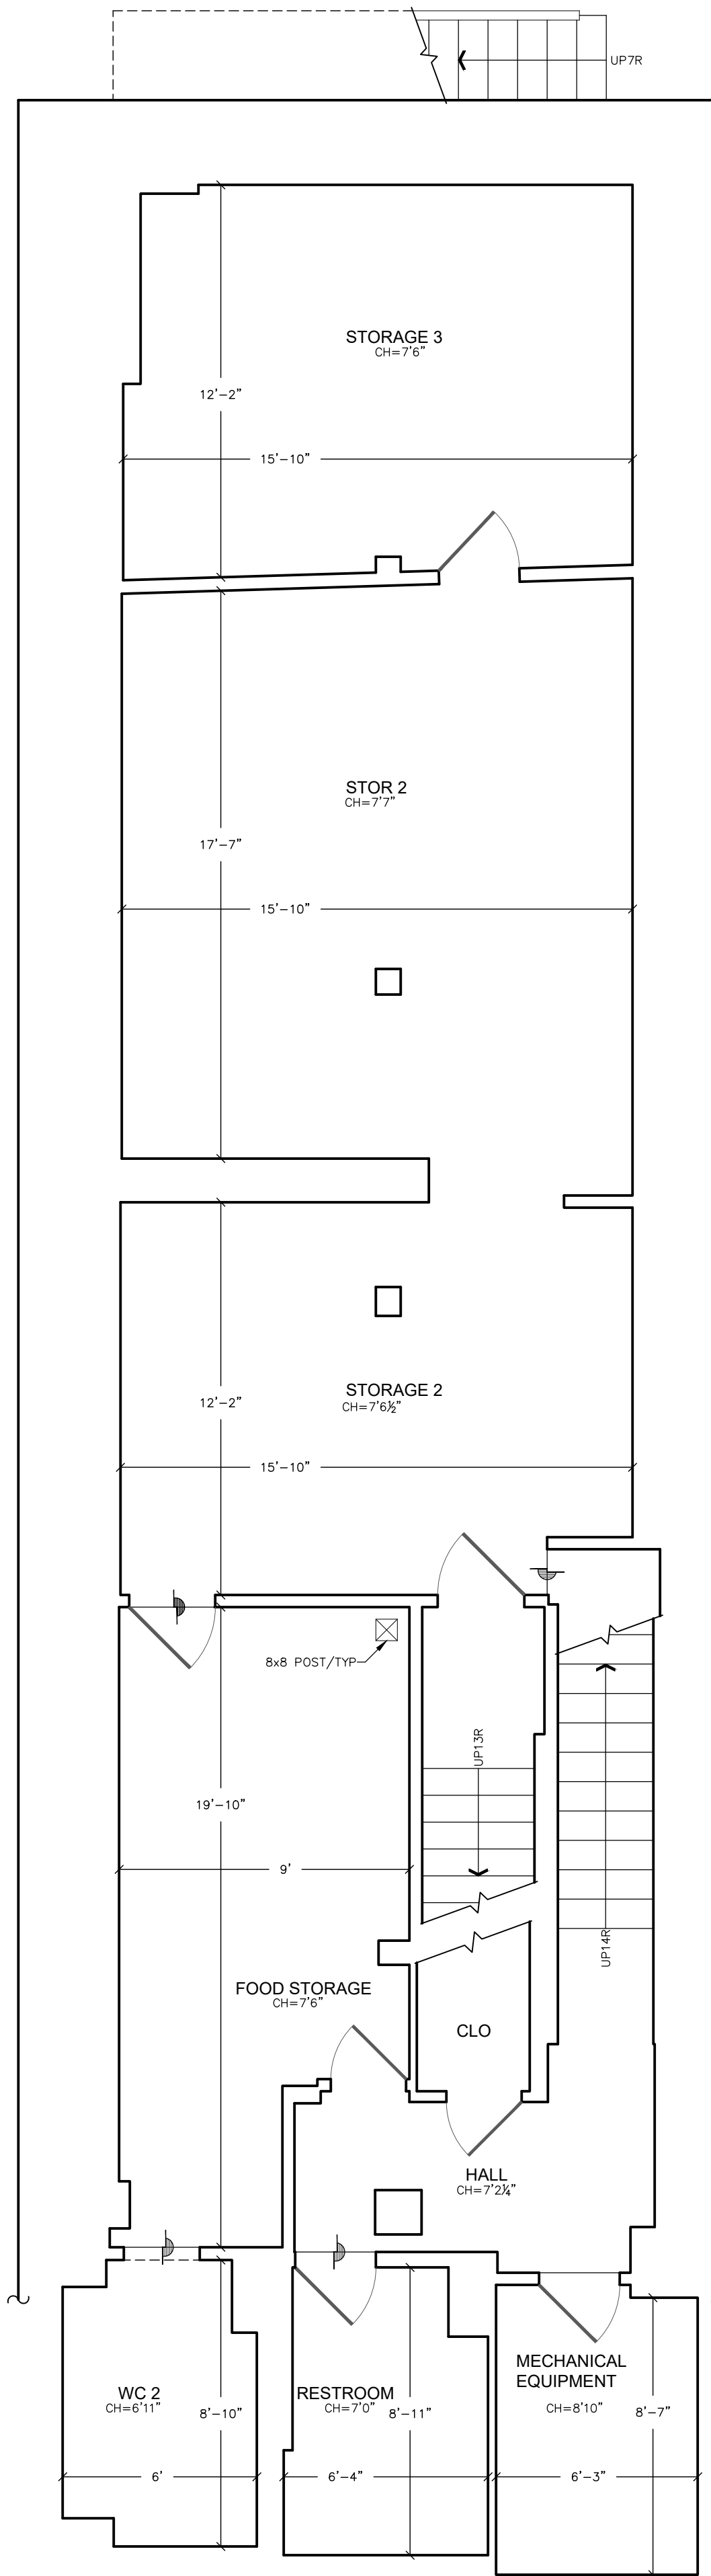 UP7R
STORAGE 3
CH=7'6"
12'-2"
15'-10"
STOR 2
CH=7'7"
17'-7"
15'-10"
STORAGE 2
CH=7'6½"
12'-2"
15'-10"
8x8 POST/TYP
UP13R
19'-10"
9'
UP14R
FOOD STORAGE
CH=7'6"
CLO
HALL
CH=7'2¼"
MECHANICAL
EQUIPMENT
CH=8'10"
8'-7"
6'-3"
RESTROOM
CH=7'0"
8'-11"
6'-4"
WC 2
CH=6'11"
8'-10"
6'